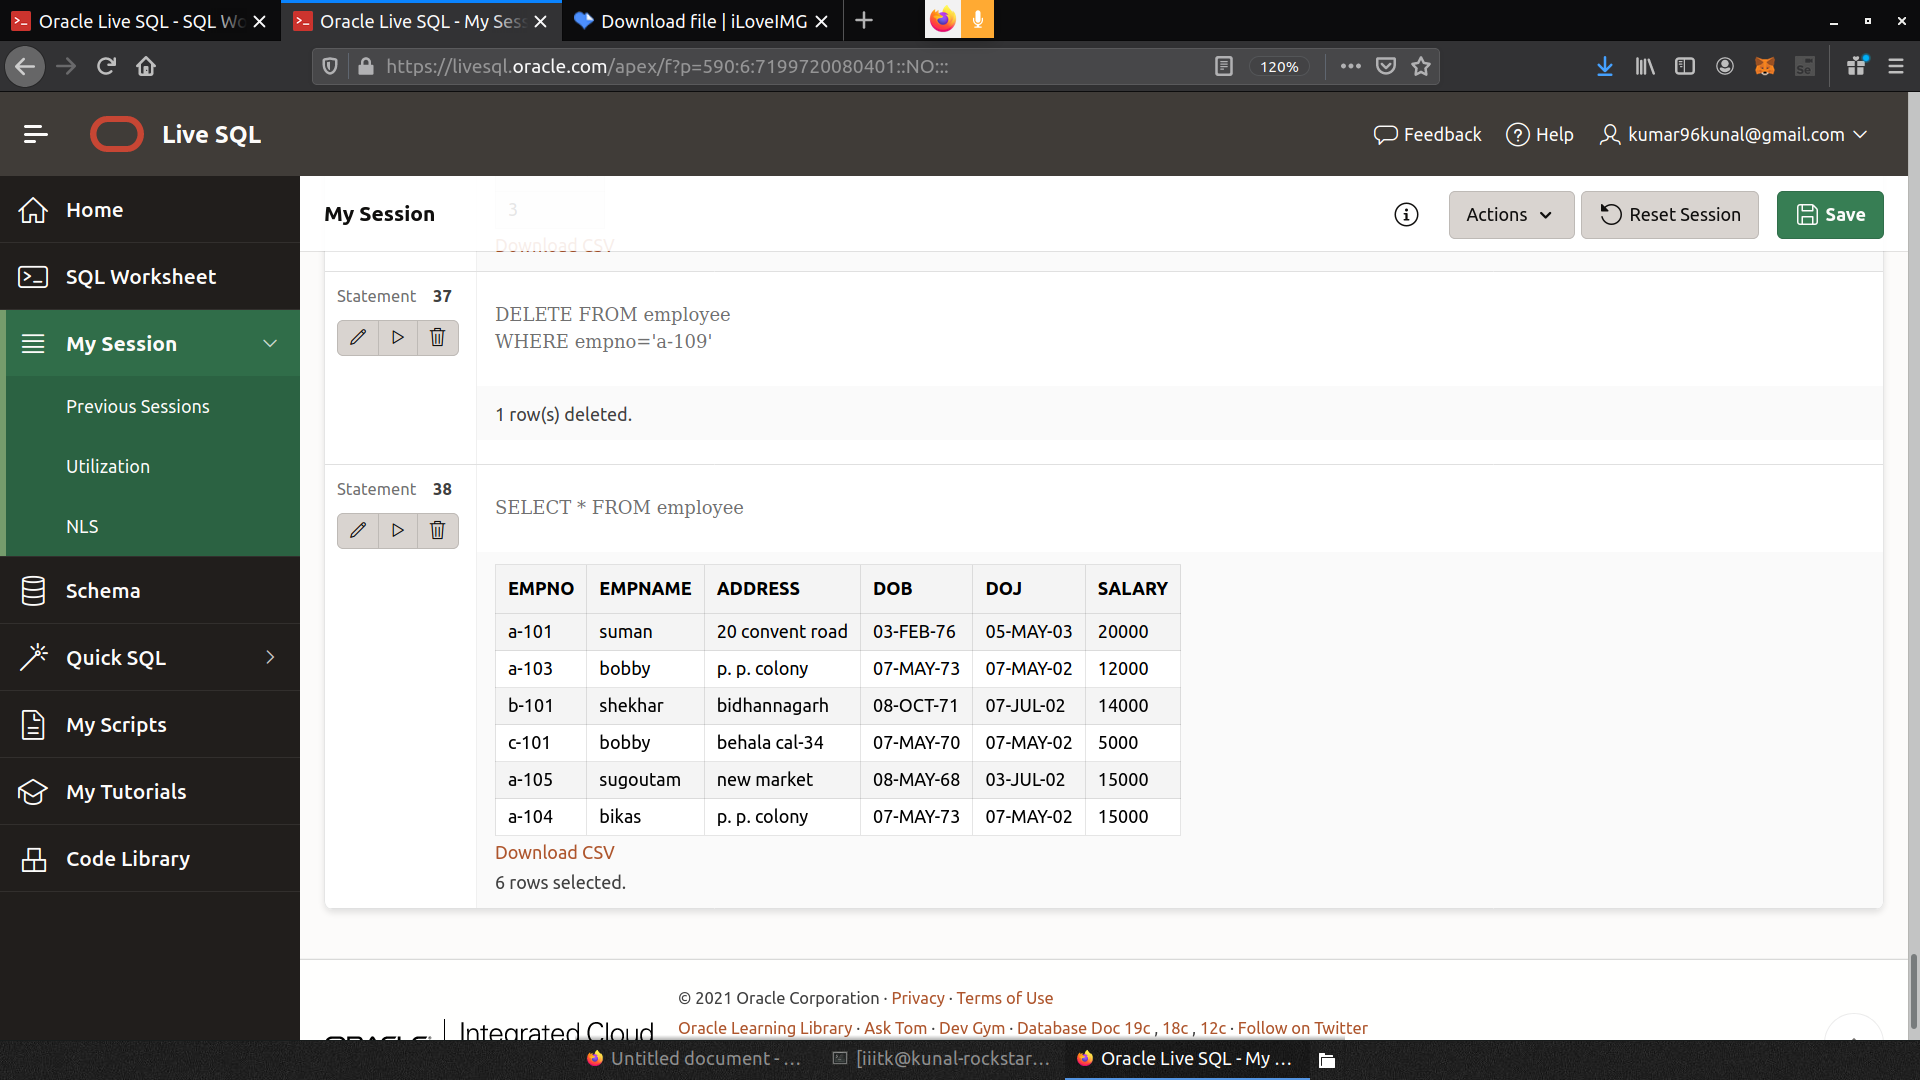 Oracle Live SQL - SQL Wo
Oracle Live SQL - My Sess
Download file | iLoveIMG
https://livesql.oracle.com/apex/f?p=590:6:7199720080401::NO:::
120%
Live SQL
Feedback
Help
kumar96kunal@gmail.com
Home
SQL Worksheet
My Session
Previous Sessions
Utilization
NLS
Schema
Quick SQL
My Scripts
My Tutorials
Code Library
My Session
3
Actions
Reset Session
Save
Download CSV
Statement 37
DELETE FROM employee
WHERE empno='a-109'
1 row(s) deleted.
Statement 38
SELECT * FROM employee
EMPNO EMPNAME ADDRESS DOB DOJ SALARY
a-101 suman 20 convent road 03-FEB-76 05-MAY-03 20000
a-103 bobby p. p. colony 07-MAY-73 07-MAY-02 12000
b-101 shekhar bidhannagarh 08-OCT-71 07-JUL-02 14000
c-101 bobby behala cal-34 07-MAY-70 07-MAY-02 5000
a-105 sugoutam new market 08-MAY-68 03-JUL-02 15000
a-104 bikas p. p. colony 07-MAY-73 07-MAY-02 15000
Download CSV
6 rows selected.
© 2021 Oracle Corporation · Privacy · Terms of Use
ORACLE Integrated Cloud
Oracle Learning Library · Ask Tom · Dev Gym · Database Doc 19c , 18c , 12c · Follow on Twitter
Untitled document - ...
[iiitk@kunal-rockstar...
Oracle Live SQL - My ...